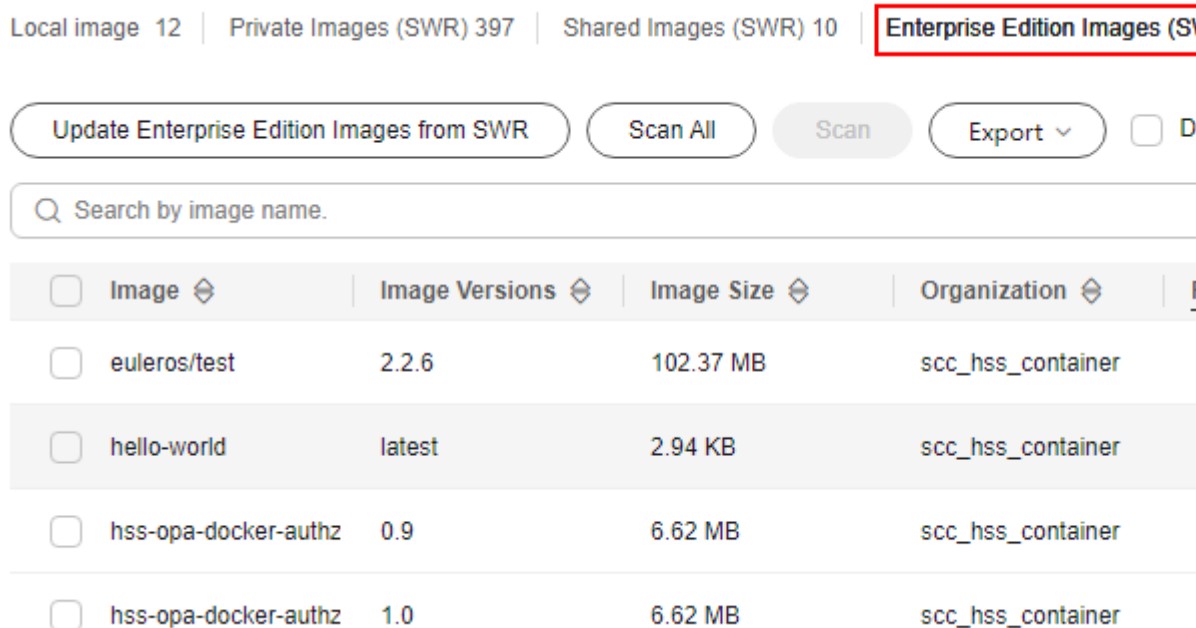 Local image 12 Private Images (SWR) 397 Shared Images (SWR) 10 Enterprise Edition Images
Update Enterprise Edition Images from SWR Scan All Scan Export
Search by image name.
Image Image Versions Image Size Organization
euleros/test 2.2.6 102.37 MB scc_hss_container
hello-world latest 2.94 KB scc_hss_container
hss-opa-docker-authz 0.9 6.62 MB scc_hss_container
hss-opa-docker-authz 1.0 6.62 MB scc_hss_container